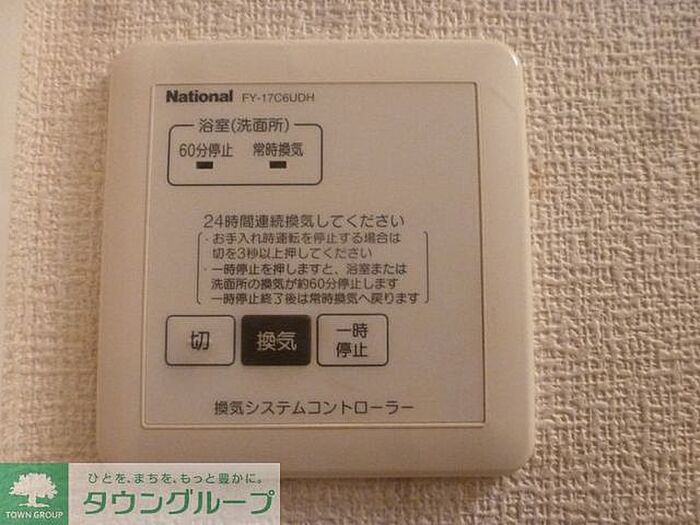 National FY-17C6UDH
浴室(洗面所)
60分停止 常時換気
24時間連続換気してください
・お手入れ時運転を停止する場合は
切を3秒以上押してください
・一時停止を押しますと、浴室または
洗面所の換気が約60分停止します
一時停止終了後は常時換気へ戻ります
切 換気 一時
停止
換気システムコントローラー
ひとを、まちを、もっと豊かに。
タウングループ
TOWN GROUP